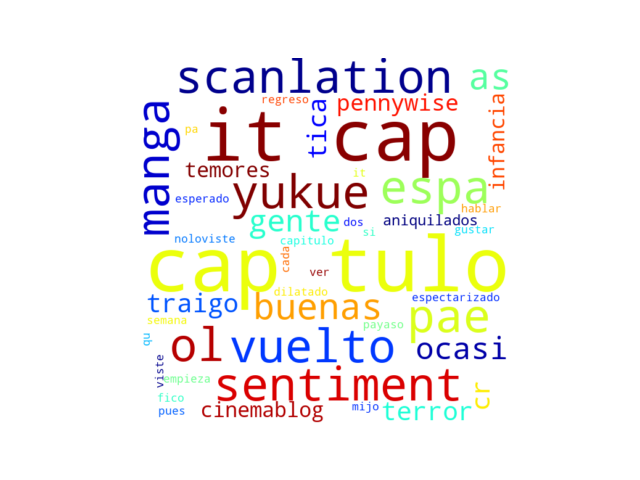 scanlation as
manga regreso pennywise infancia
pa it tica cap
temores it
esperado yukue espa hablar
gente dos aniquilados
noloviste capitulo si gustar
cap cada ver tulo
dilatado espectarizado
traigo buenas pae
semana payaso
qu ol vuelto ocasi
viste empieza sentiment cr
fico
pues cinemablog mijo terror